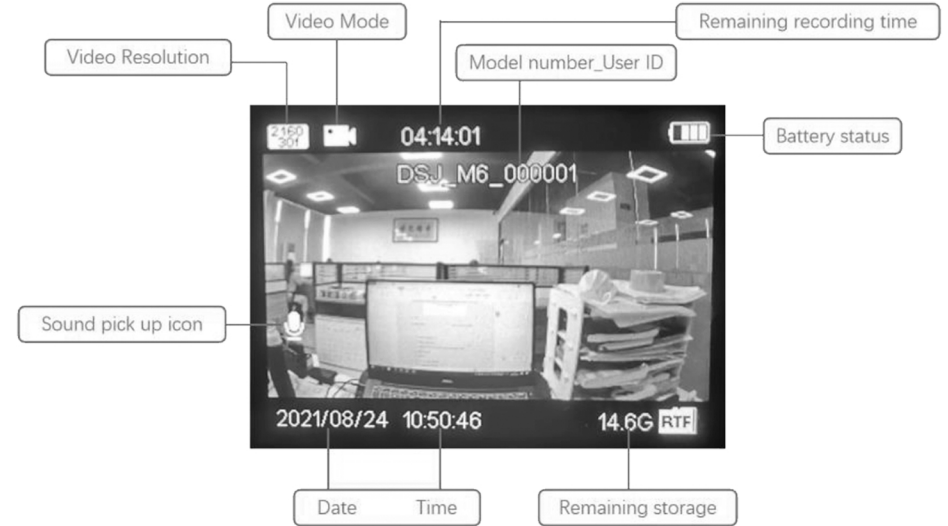 Video Mode
Remaining recording time
Video Resolution
Model number_User ID
2160
30f
04:14:01
Battery status
DSJ_M6_000001
Sound pick up icon
2021/08/24 10:50:46
14.6G RTF
Date Time
Remaining storage